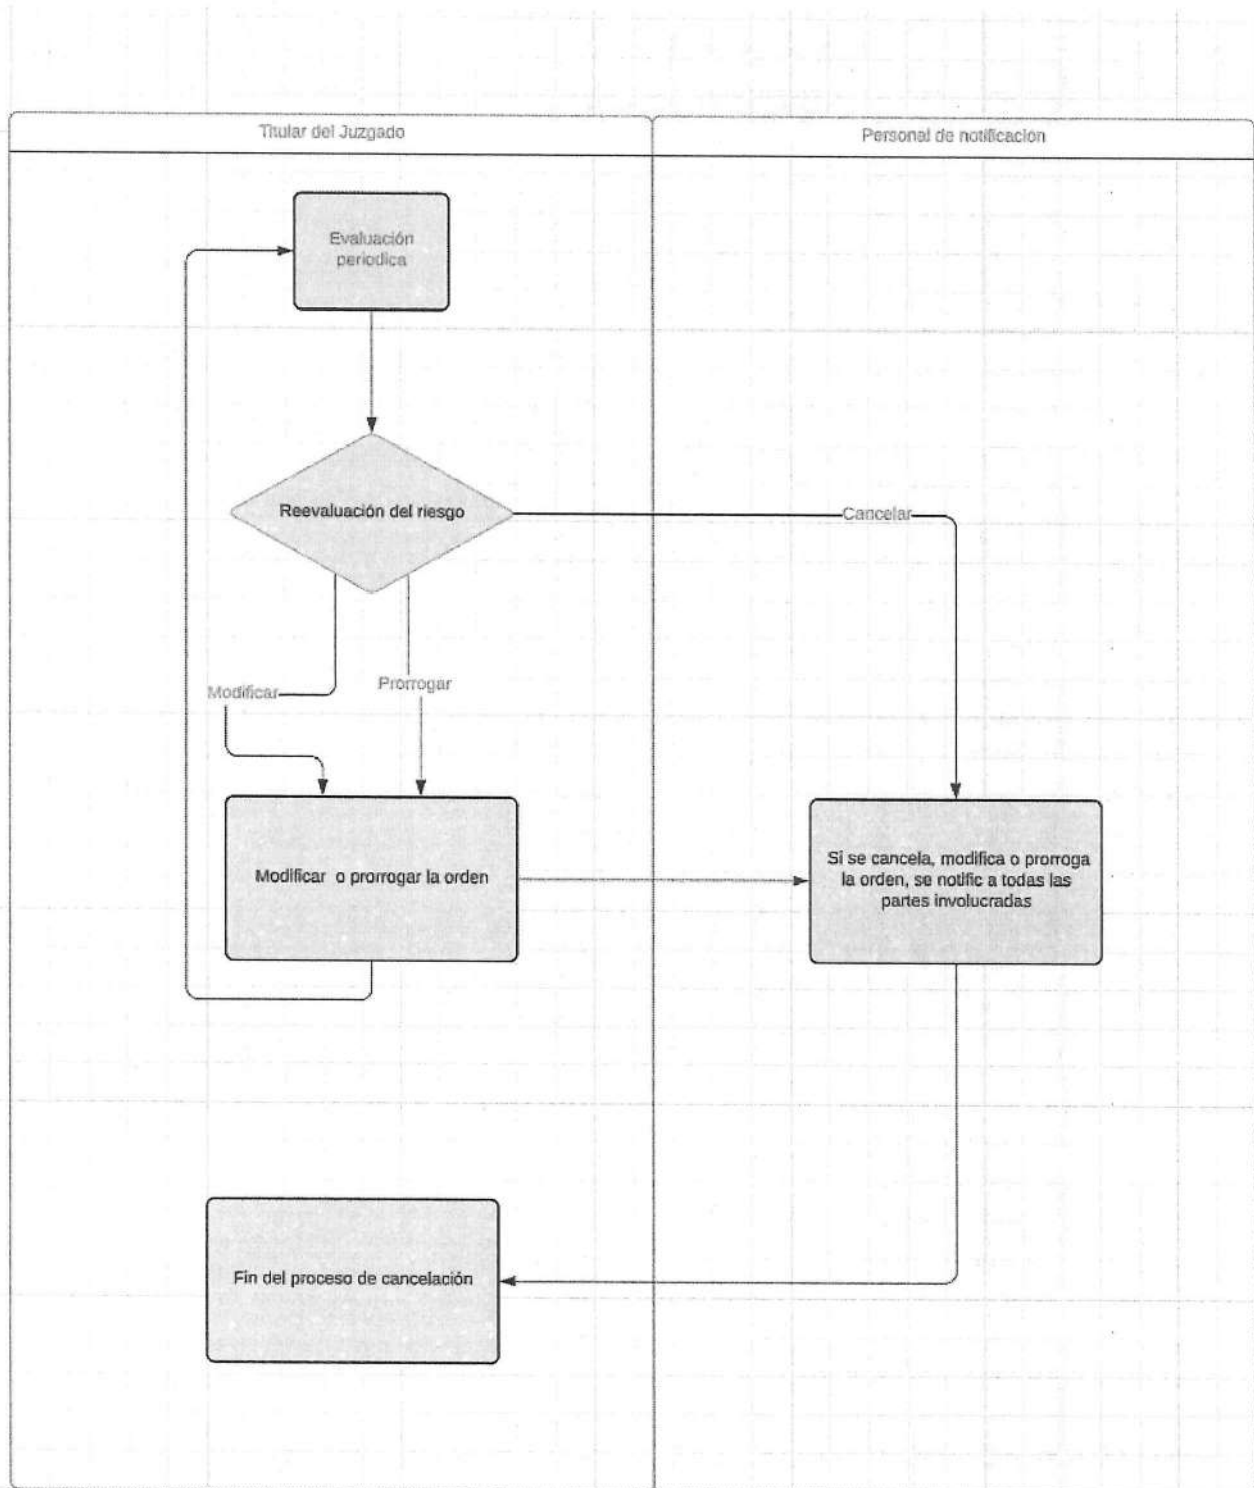 Titular del Juzgado
Personal de notificacion
Evaluación
periodica
Reevaluación del riesgo
Cancelar
Modificar
Prorrogar
Modificar o prorrogar la orden
Si se cancela, modifica o prorroga
la orden, se notific a todas las
partes involucradas
Fin del proceso de cancelación